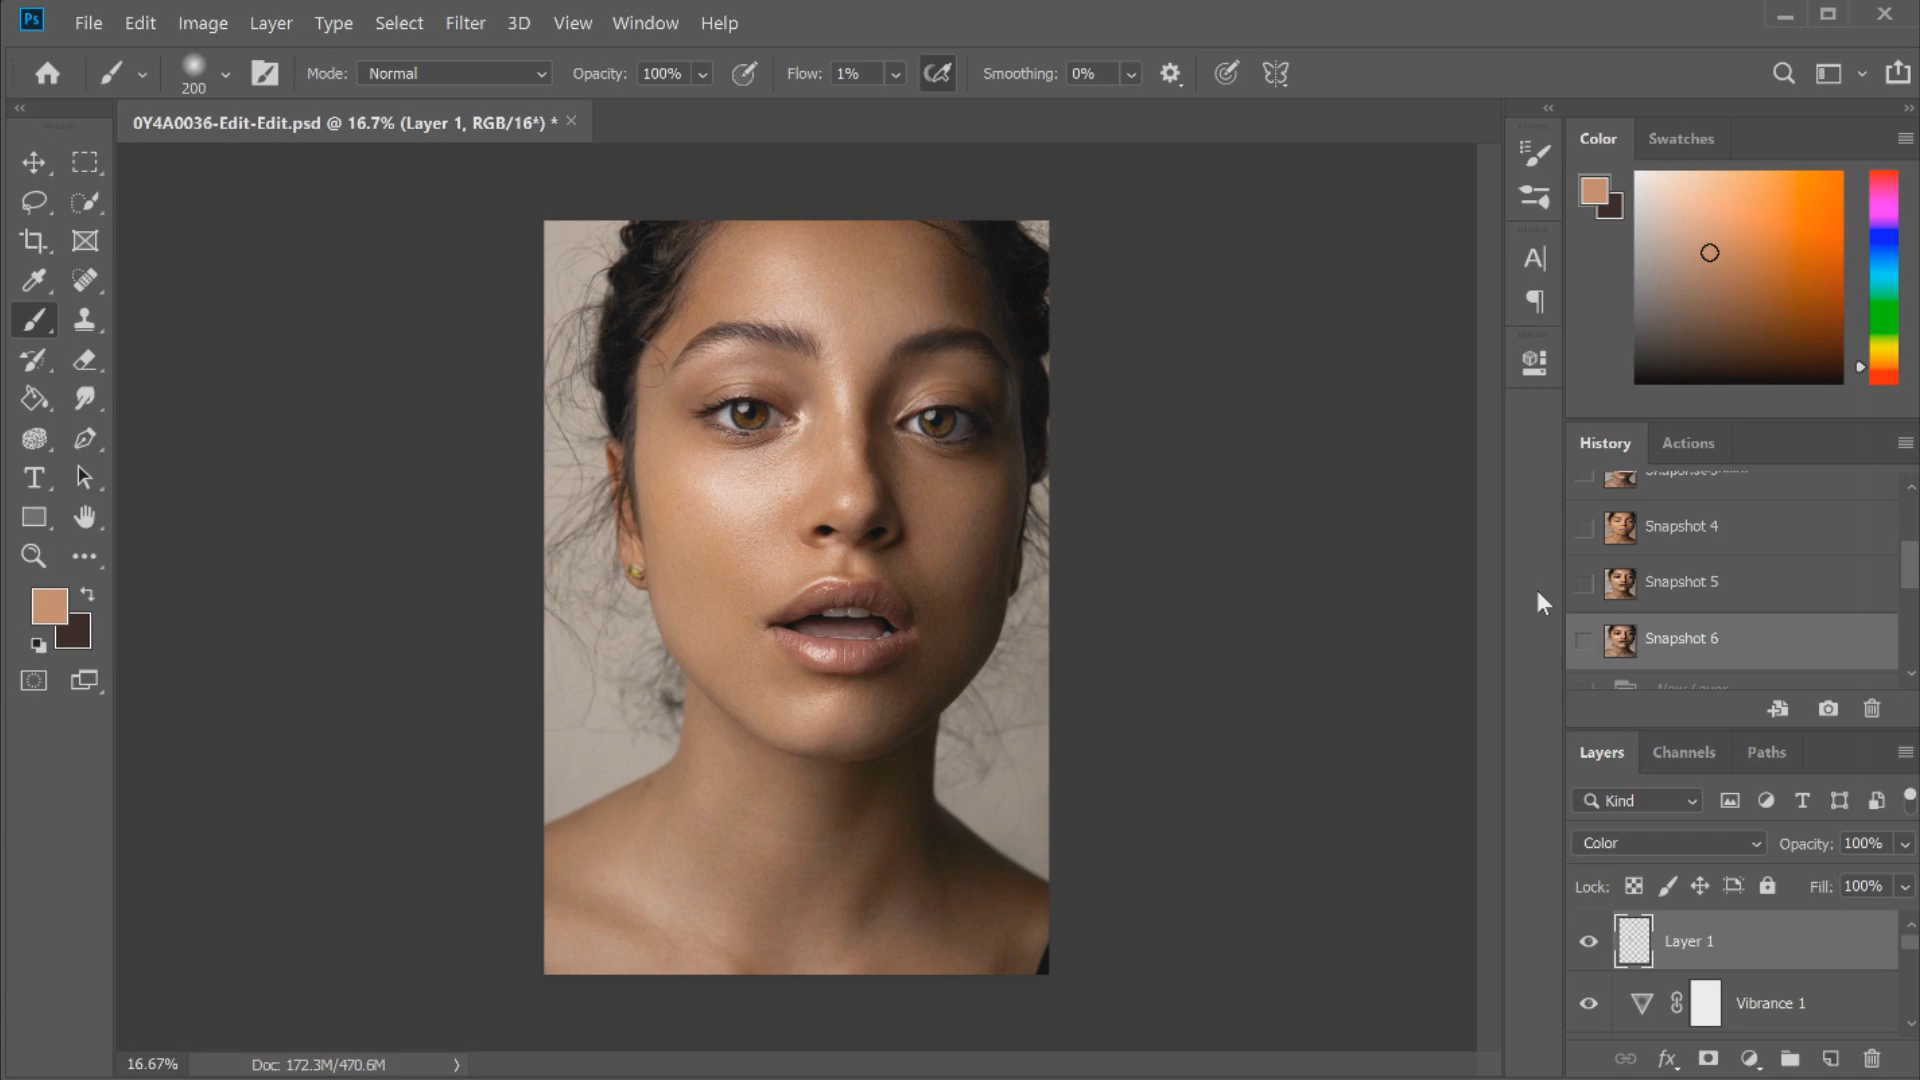 Ps
File Edit Image Layer Type Select Filter 3D View Window Help
200
Mode: Normal
Opacity: 100%
Flow: 1%
Smoothing: 0%
0Y4A0036-Edit-Edit.psd @ 16.7% (Layer 1, RGB/16*) *
Color Swatches
History Actions
Snapshot 4
Snapshot 5
Snapshot 6
New Layer
Layers Channels Paths
Kind
Color
Opacity: 100%
Lock:
Fill: 100%
Layer 1
Vibrance 1
fx
16.67%
Doc: 172.3M/470.6M